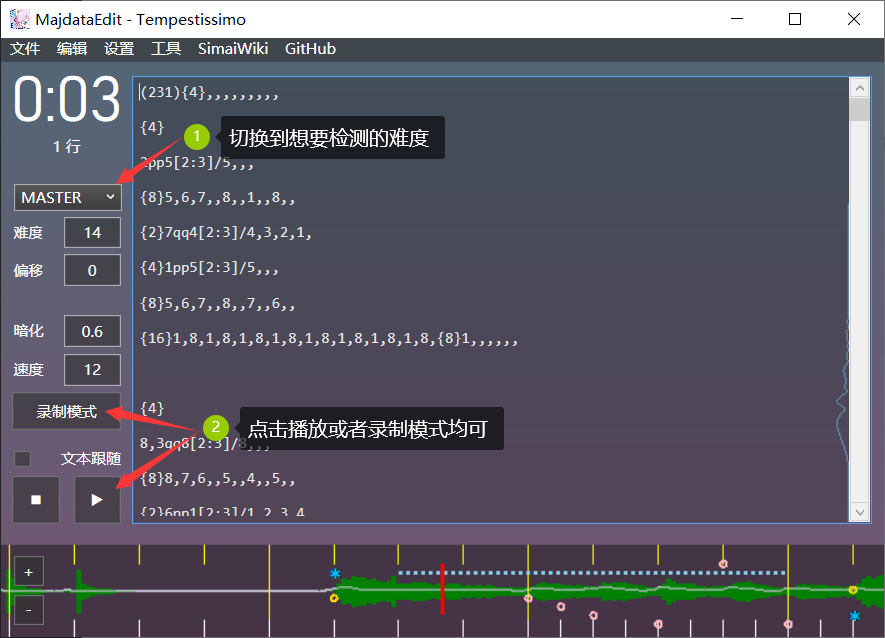 MajdataEdit - Tempestissimo
文件 编辑 设置 工具 SimaiWiki GitHub
0:03
1 行
MASTER
难度 14
偏移 0
暗化 0.6
速度 12
录制模式
文本跟随
(231){4},,,,,,,,,
{4}
1 切换到想要检测的难度
pp5[2:3]/5,,,
{8}5,6,7,,8,,1,,8,,
{2}7qq4[2:3]/4,3,2,1,
{4}1pp5[2:3]/5,,,
{8}5,6,7,,8,,7,,6,,
{16}1,8,1,8,1,8,1,8,1,8,1,8,1,8,1,8,{8}1,,,,,,
{4}
2 点击播放或者录制模式均可
8,3qq8[2:3]/8,,,
{8}8,7,6,,5,,4,,5,,
{2}6pp1[2:3]/1,2,3,4
+
-